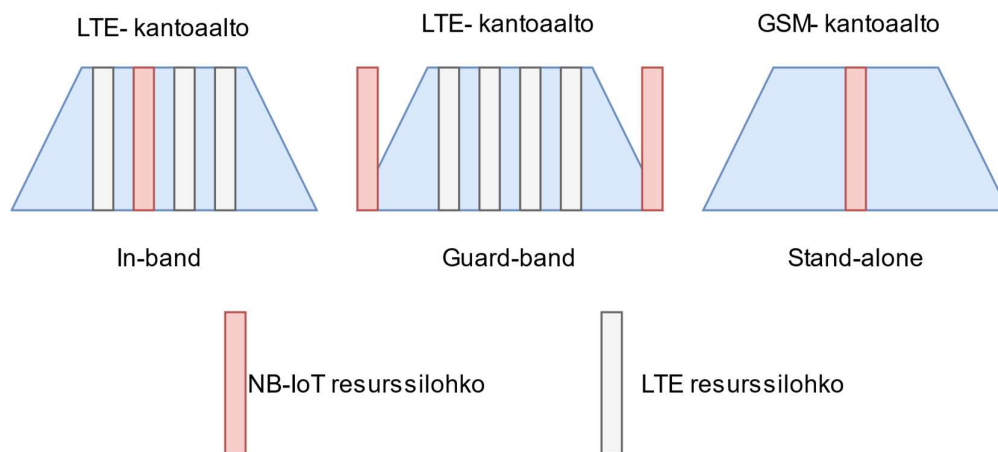 LTE- kantoaalto
LTE- kantoaalto
GSM- kantoaalto
In-band
Guard-band
Stand-alone
NB-IoT resurssilohko
LTE resurssilohko